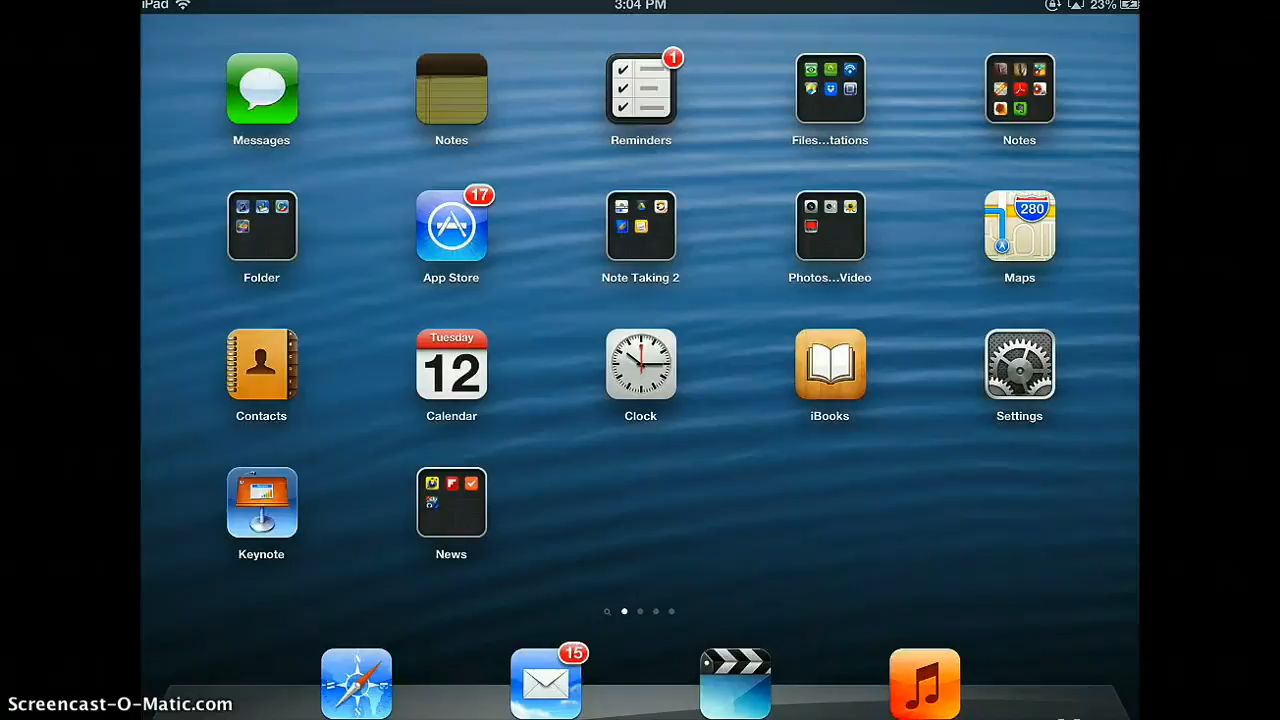 iPad 3:04 PM 23%
1
Messages Notes Reminders Files...tations Notes
17
280
Folder App Store Note Taking 2 Photos...Video Maps
Tuesday
12
Contacts Calendar Clock iBooks Settings
Keynote News
15
Screencast-O-Matic.com